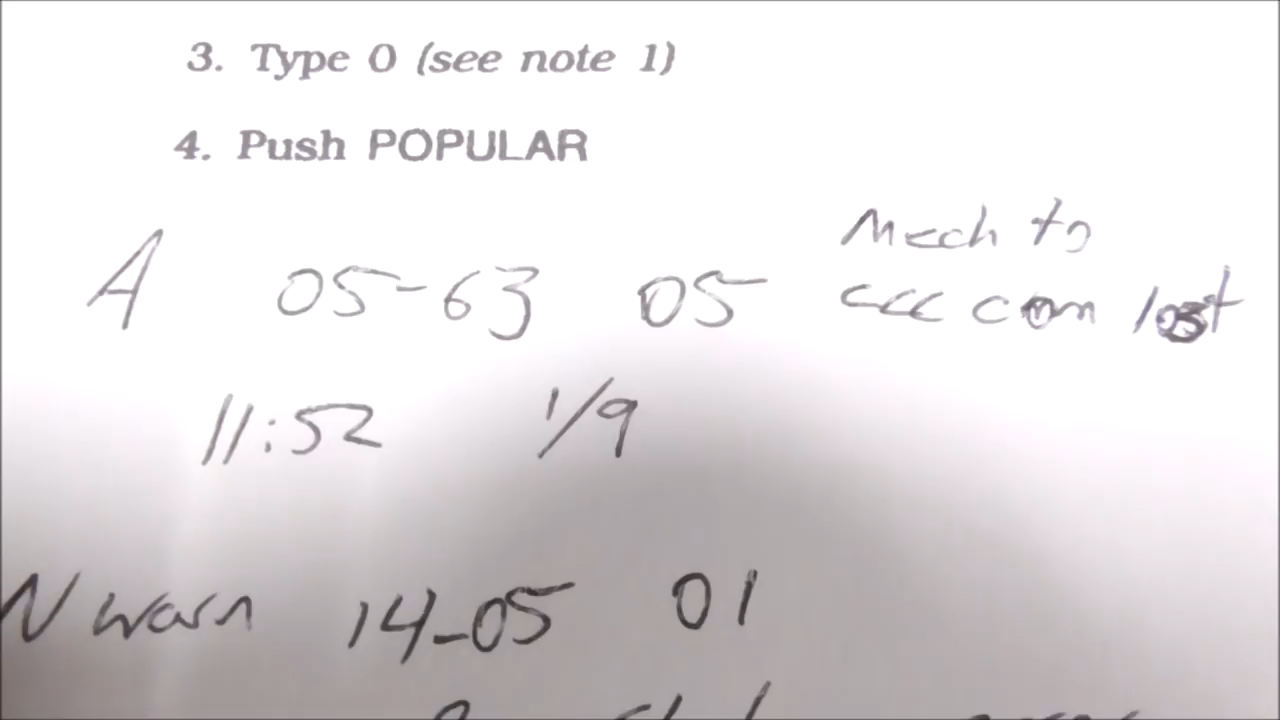 3. Type 0 (see note 1)
4. Push POPULAR
Mech to
A 05-63 05 ccc com lost
11:52 1/9
N warn 14-05 01